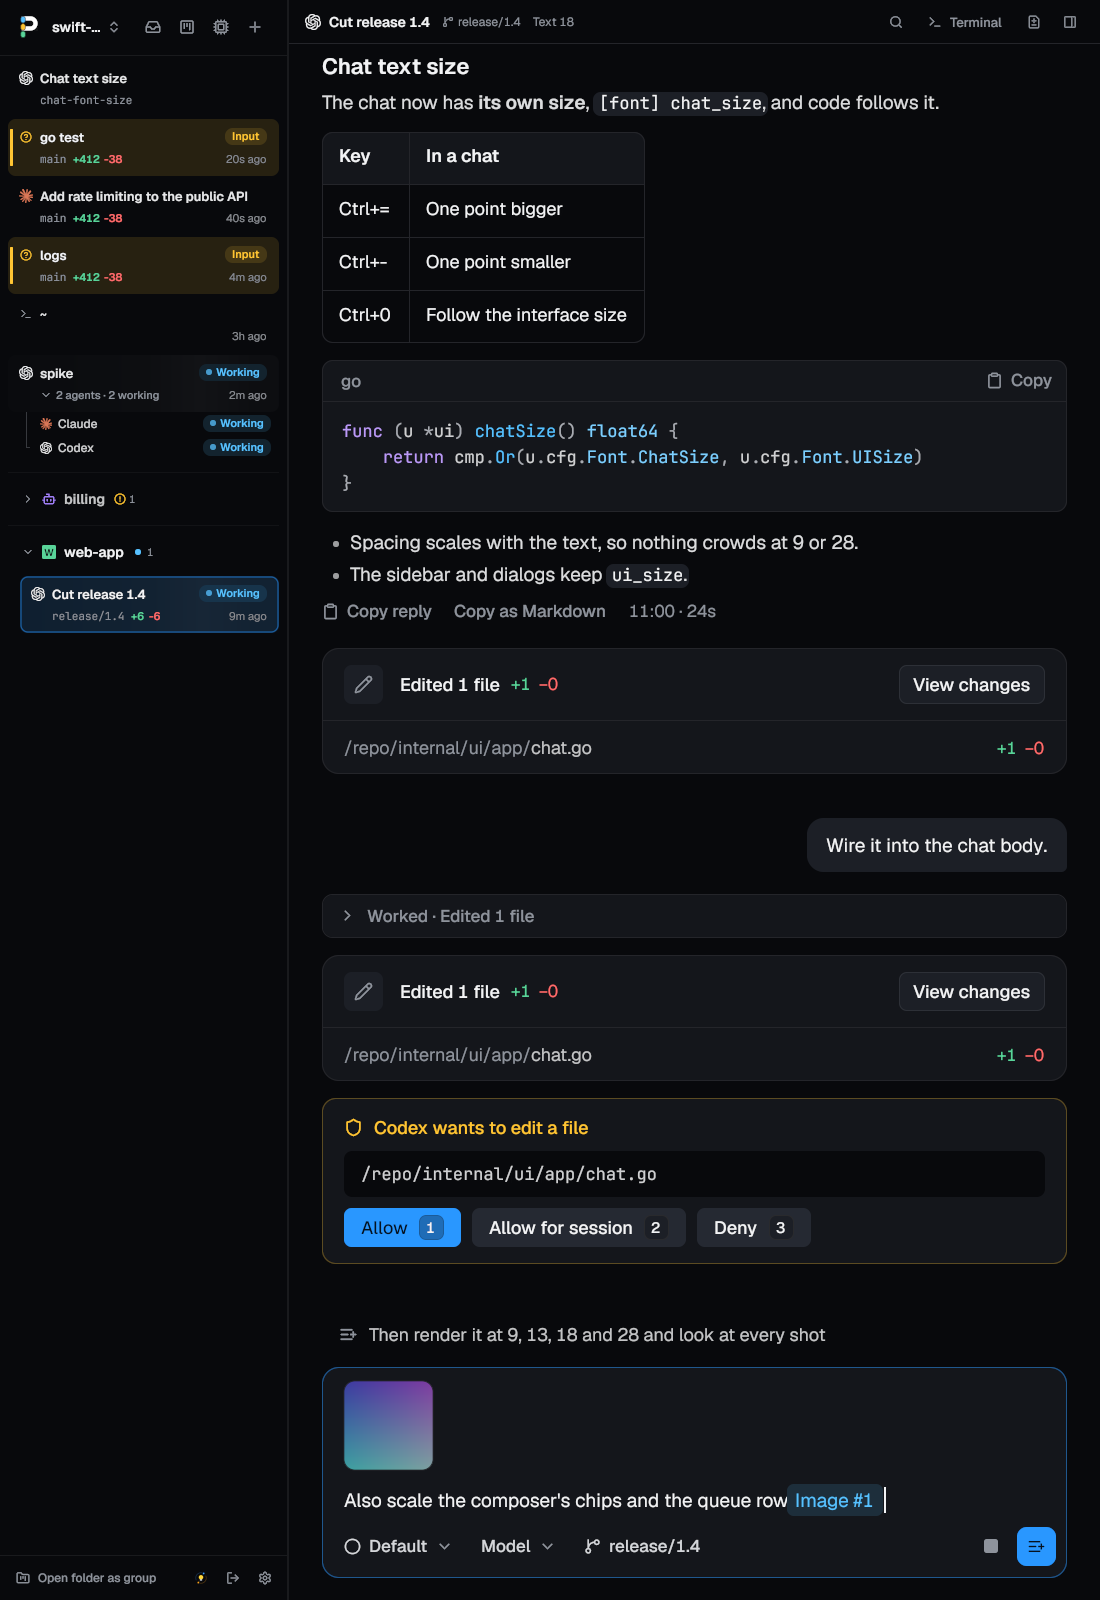 swift-...
Chat text size
chat-font-size
go test
Input
main +412 -38
20s ago
Add rate limiting to the public API
main +412 -38
40s ago
logs
Input
main +412 -38
4m ago
~
3h ago
spike
Working
2 agents · 2 working
2m ago
Claude
Working
Codex
Working
billing
1
W
web-app
1
Cut release 1.4
Working
release/1.4 +6 -6
9m ago
Open folder as group
Cut release 1.4
release/1.4
Text 18
Terminal
Chat text size
The chat now has its own size, [font] chat_size, and code follows it.
Key
In a chat
Ctrl+=
One point bigger
Ctrl+-
One point smaller
Ctrl+0
Follow the interface size
go
Copy
func (u *ui) chatSize() float64 {
return cmp.Or(u.cfg.Font.ChatSize, u.cfg.Font.UISize)
}
Spacing scales with the text, so nothing crowds at 9 or 28.
The sidebar and dialogs keep ui_size.
Copy reply
Copy as Markdown
11:00 · 24s
Edited 1 file +1 −0
View changes
/repo/internal/ui/app/chat.go
+1 −0
Wire it into the chat body.
Worked · Edited 1 file
Edited 1 file +1 −0
View changes
/repo/internal/ui/app/chat.go
+1 −0
Codex wants to edit a file
/repo/internal/ui/app/chat.go
Allow 1
Allow for session 2
Deny 3
Then render it at 9, 13, 18 and 28 and look at every shot
Also scale the composer's chips and the queue row Image #1
Default
Model
release/1.4